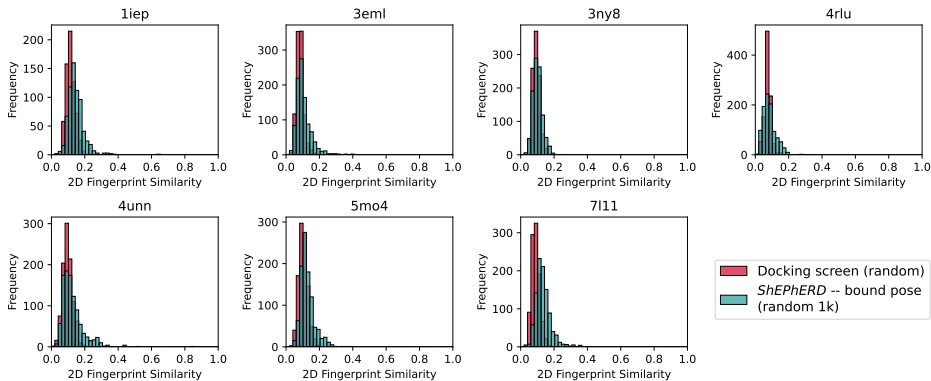 1iep
3eml
3ny8
4rlu
Frequency
200
150
100
50
0
0.0 0.2 0.4 0.6 0.8 1.0
2D Fingerprint Similarity
Frequency
300
200
100
0
0.0 0.2 0.4 0.6 0.8 1.0
2D Fingerprint Similarity
Frequency
300
200
100
0
0.0 0.2 0.4 0.6 0.8 1.0
2D Fingerprint Similarity
Frequency
400
200
0
0.0 0.2 0.4 0.6 0.8 1.0
2D Fingerprint Similarity
4unn
5mo4
7l11
Frequency
300
200
100
0
0.0 0.2 0.4 0.6 0.8 1.0
2D Fingerprint Similarity
Frequency
300
200
100
0
0.0 0.2 0.4 0.6 0.8 1.0
2D Fingerprint Similarity
Frequency
300
200
100
0
0.0 0.2 0.4 0.6 0.8 1.0
2D Fingerprint Similarity
Docking screen (random)
ShEPhERD -- bound pose
(random 1k)